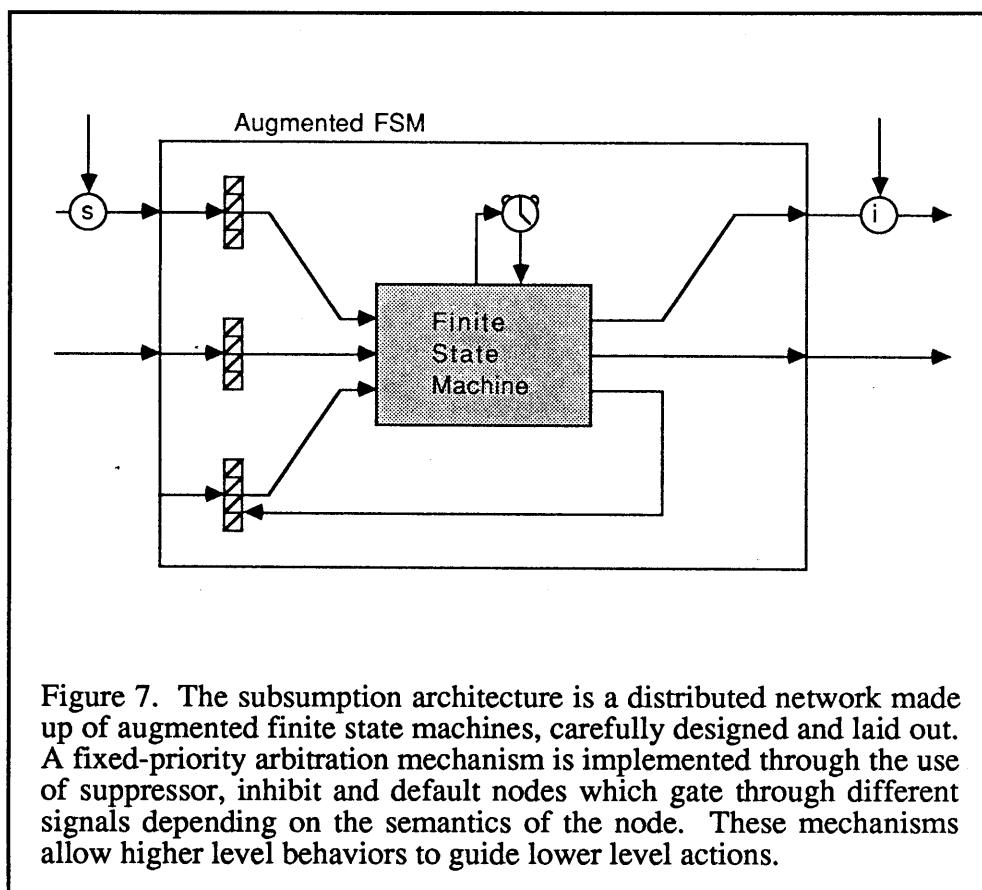 Augmented FSM
s
i
Finite
State
Machine
Figure 7. The subsumption architecture is a distributed network made
up of augmented finite state machines, carefully designed and laid out.
A fixed-priority arbitration mechanism is implemented through the use
of suppressor, inhibit and default nodes which gate through different
signals depending on the semantics of the node. These mechanisms
allow higher level behaviors to guide lower level actions.